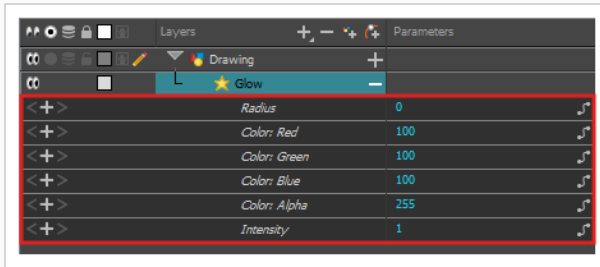 Layers Parameters
Drawing
Glow
Radius 0
Color: Red 100
Color: Green 100
Color: Blue 100
Color: Alpha 255
Intensity 1